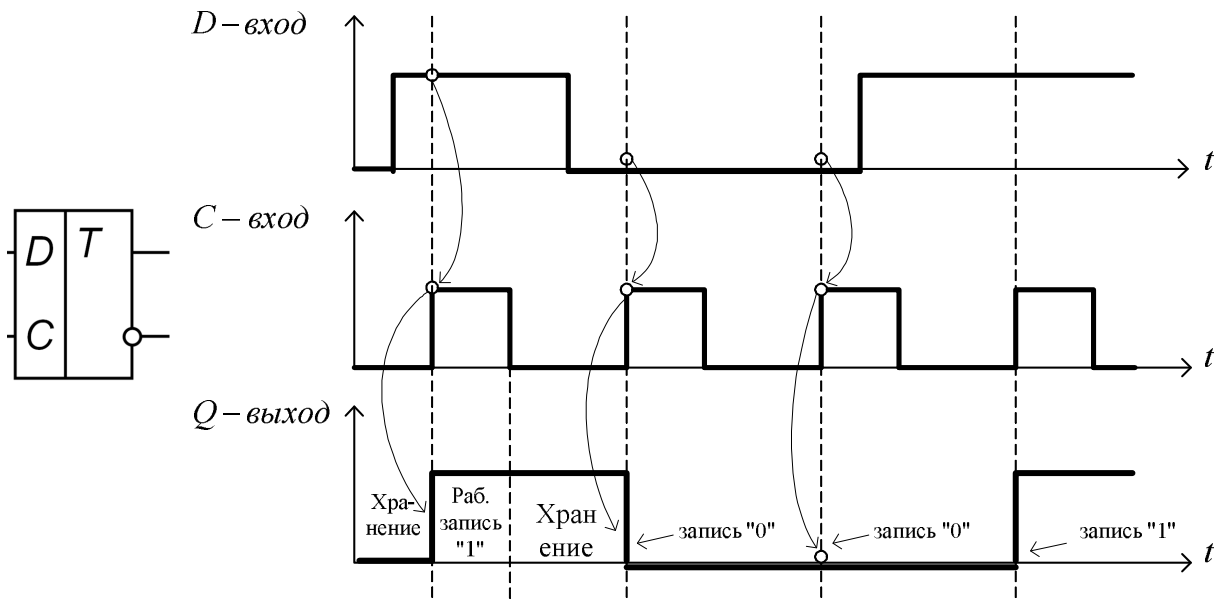 D – вход
t
D T
C
C – вход
t
Q – выход
Хра-
нение
Раб.
запись
"1"
Хран
ение
запись "0"
запись "0"
запись "1"
t